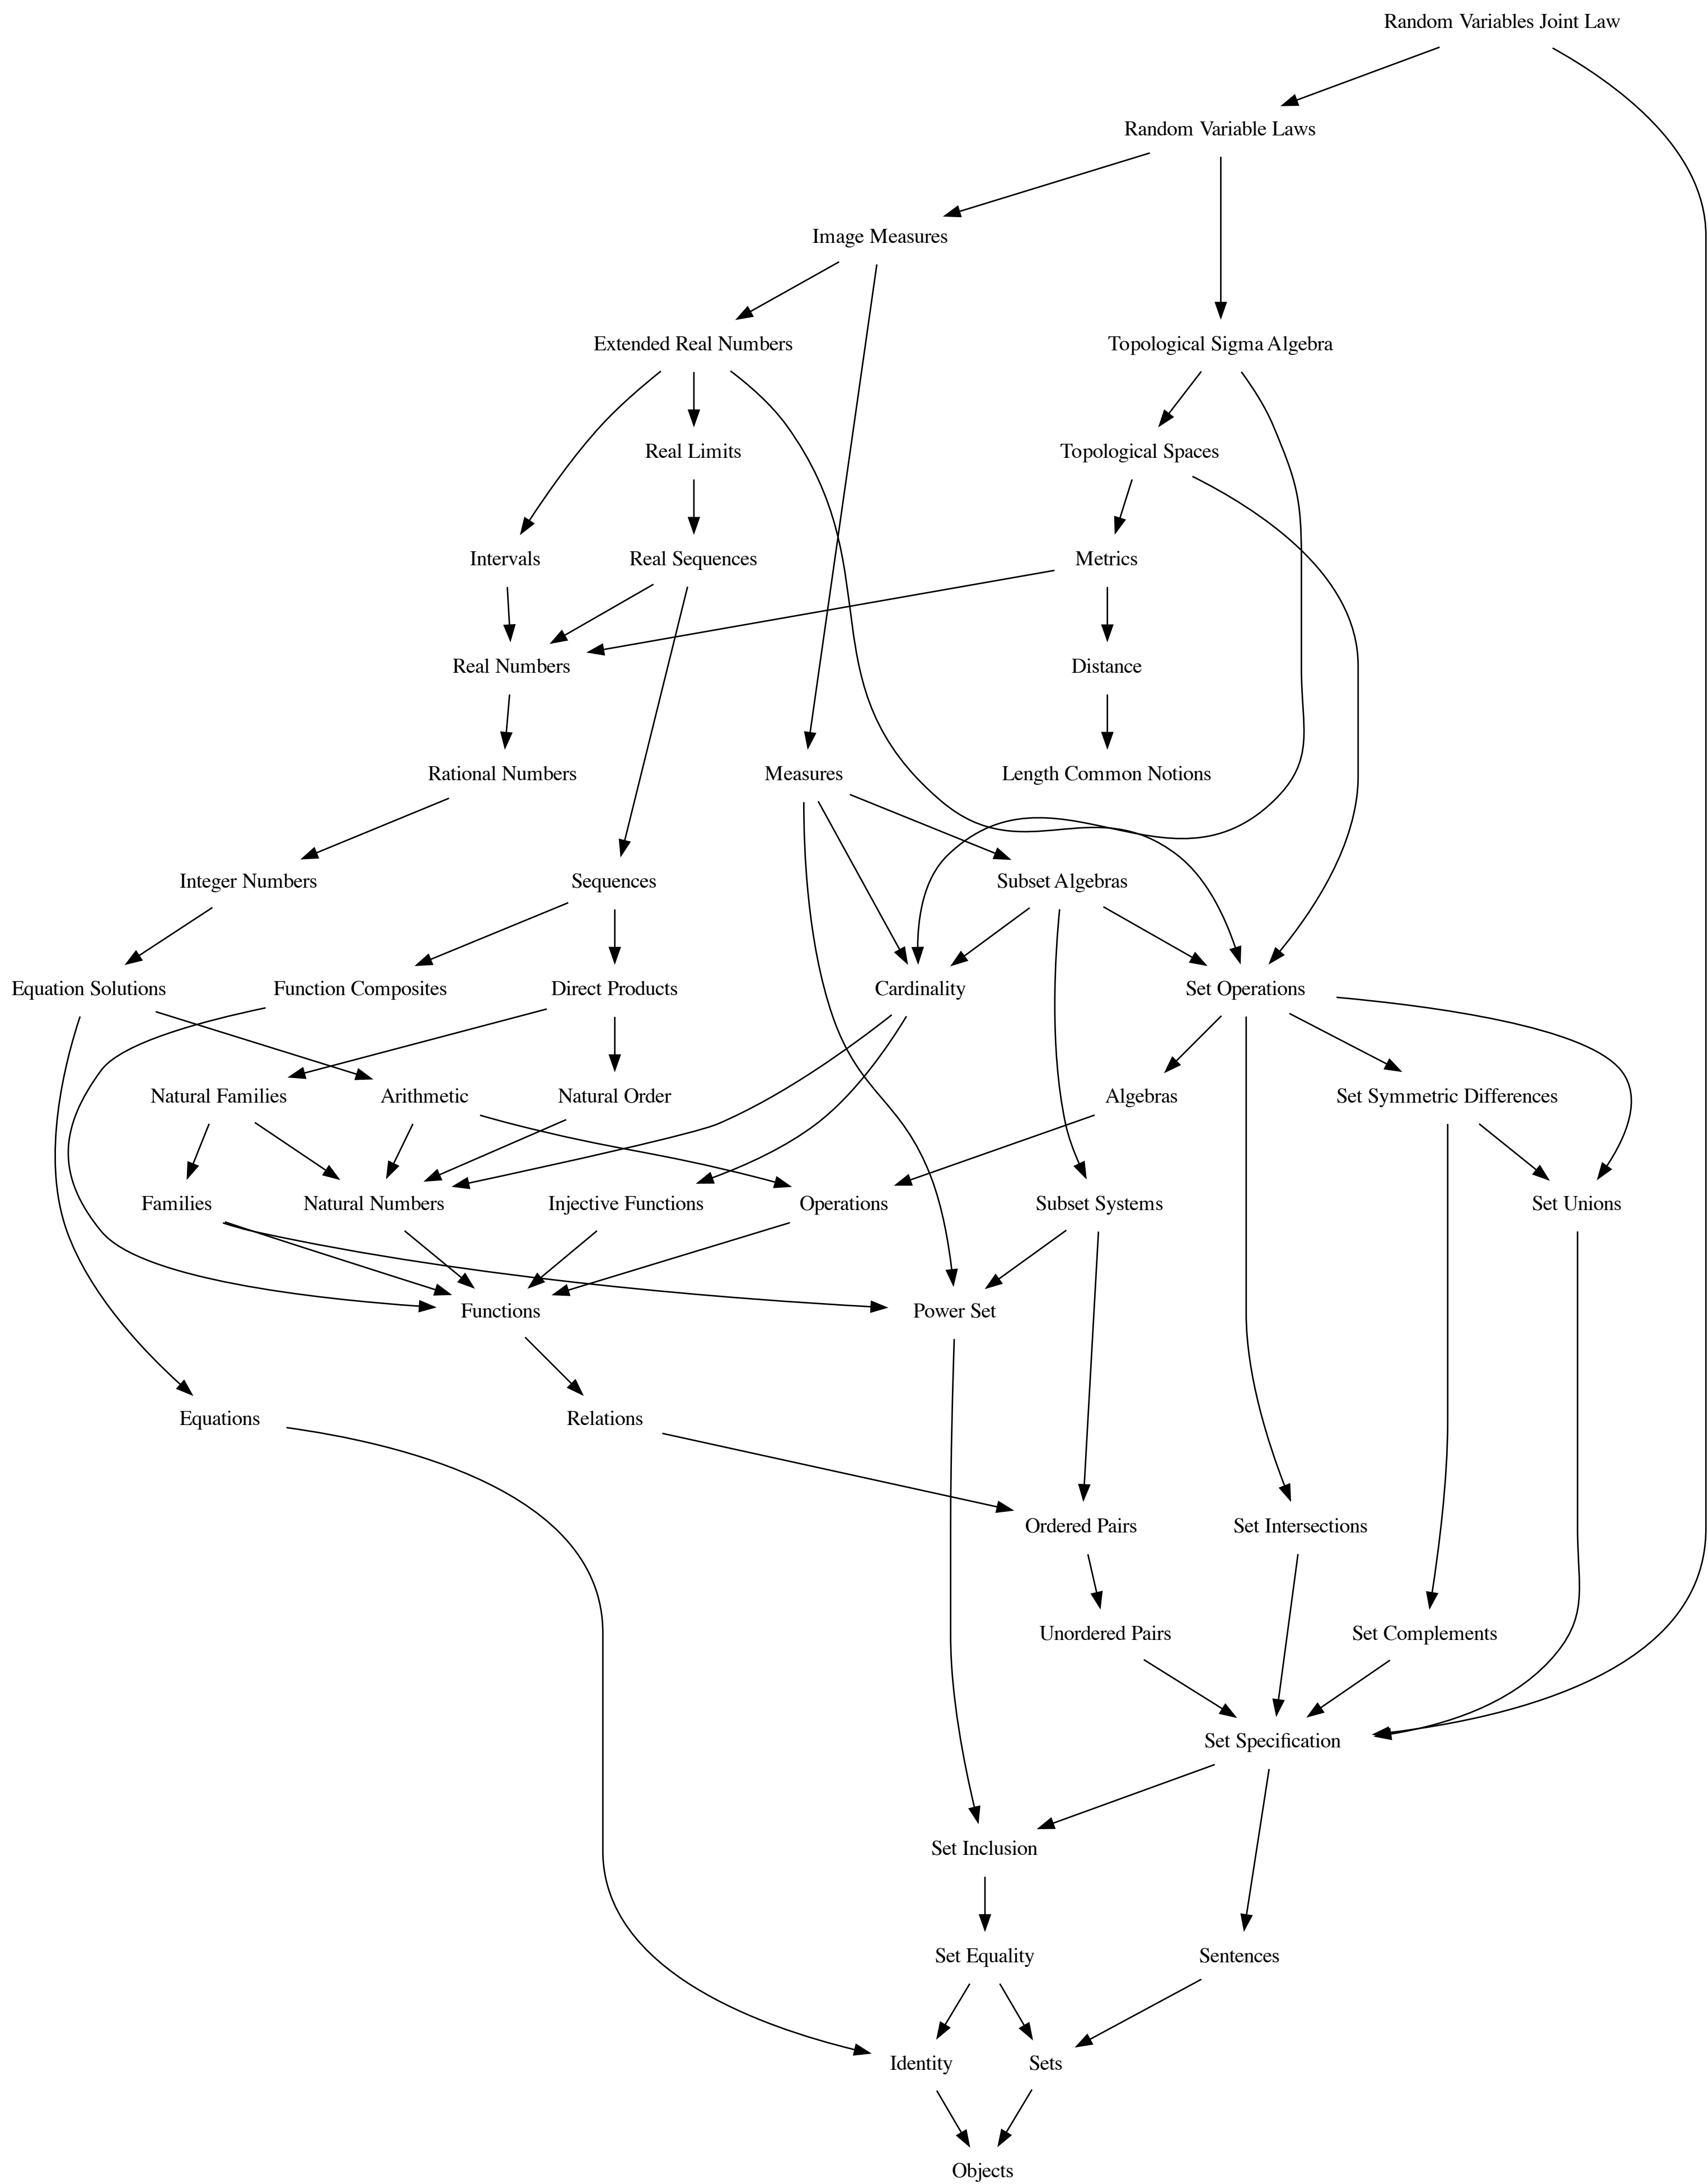 Random Variables Joint Law
Random Variable Laws
Image Measures
Extended Real Numbers
Topological Sigma Algebra
Real Limits
Topological Spaces
Intervals
Real Sequences
Metrics
Real Numbers
Distance
Rational Numbers
Measures
Length Common Notions
Integer Numbers
Sequences
Subset Algebras
Equation Solutions
Function Composites
Direct Products
Cardinality
Set Operations
Natural Families
Arithmetic
Natural Order
Algebras
Set Symmetric Differences
Families
Natural Numbers
Injective Functions
Operations
Subset Systems
Set Unions
Functions
Power Set
Equations
Relations
Ordered Pairs
Set Intersections
Unordered Pairs
Set Complements
Set Specification
Set Inclusion
Set Equality
Sentences
Identity
Sets
Objects